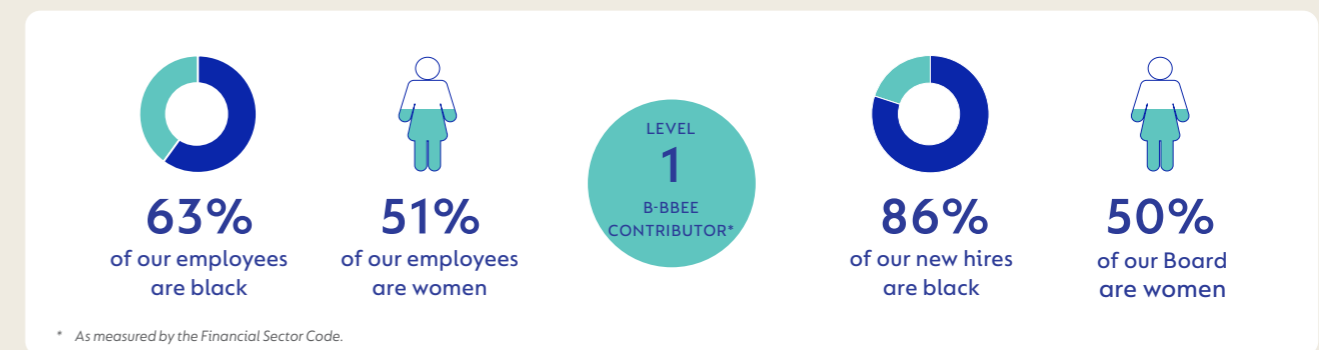 63%
of our employees
are black
51%
of our employees
are women
LEVEL
1
B-BBEE
CONTRIBUTOR*
86%
of our new hires
are black
50%
of our Board
are women
* As measured by the Financial Sector Code.